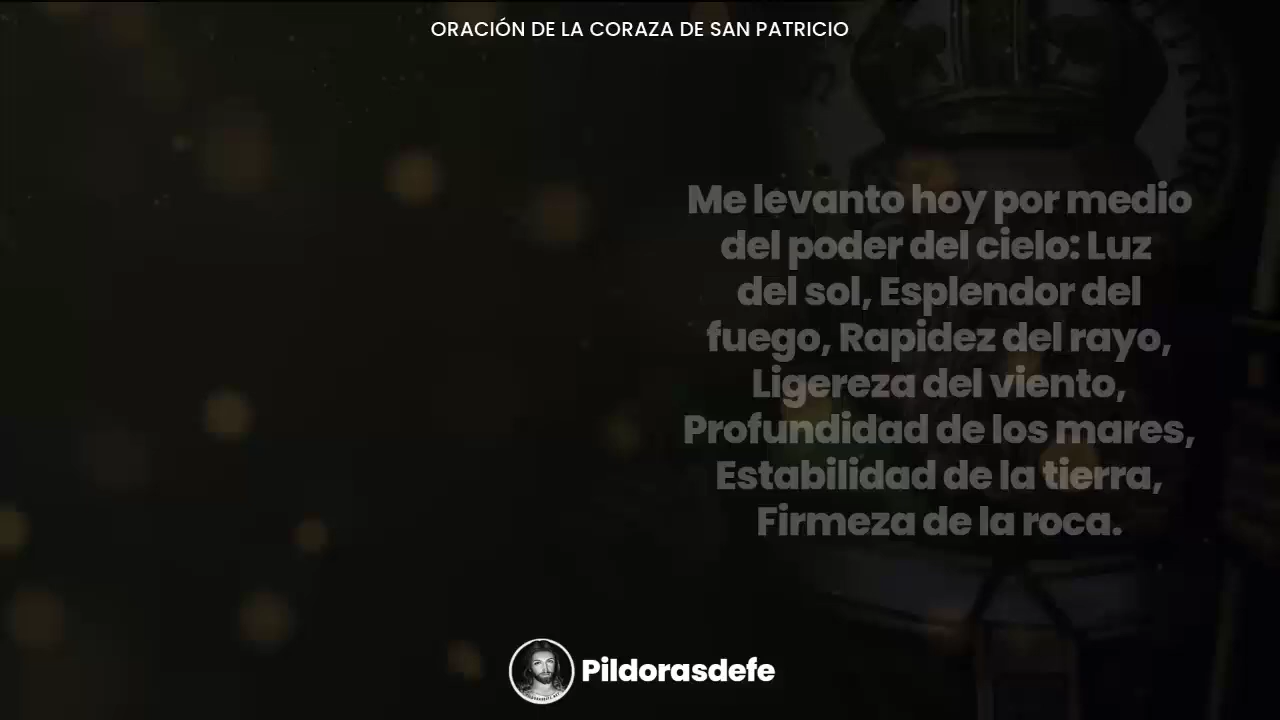 ORACIÓN DE LA CORAZA DE SAN PATRICIO
Me levanto hoy por medio
del poder del cielo: Luz
del sol, Esplendor del
fuego, Rapidez del rayo,
Ligereza del viento,
Profundidad de los mares,
Estabilidad de la tierra,
Firmeza de la roca.
Pildorasdefe